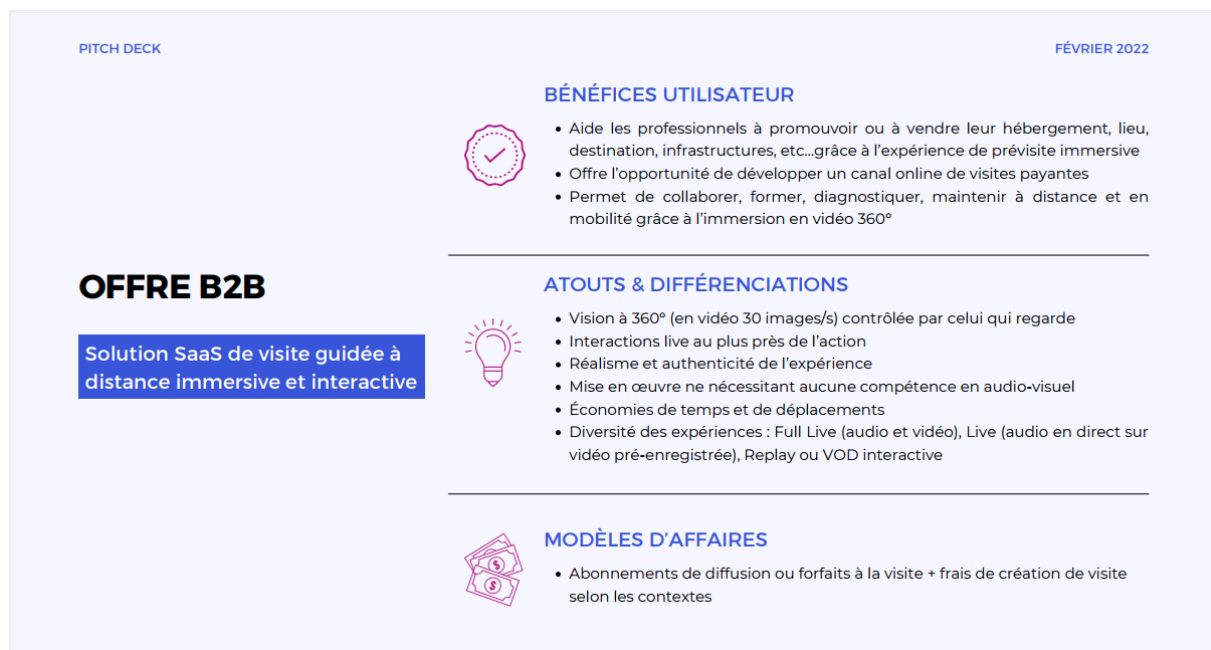 PITCH DECK
FÉVRIER 2022
BÉNÉFICES UTILISATEUR
• Aide les professionnels à promouvoir ou à vendre leur hébergement, lieu,
destination, infrastructures, etc...grâce à l'expérience de prévisite immersive
• Offre l'opportunité de développer un canal online de visites payantes
• Permet de collaborer, former, diagnostiquer, maintenir à distance et en
mobilité grâce à l'immersion en vidéo 360°
OFFRE B2B
Solution SaaS de visite guidée à
distance immersive et interactive
ATOUTS & DIFFÉRENCIATIONS
• Vision à 360° (en vidéo 30 images/s) contrôlée par celui qui regarde
• Interactions live au plus près de l'action
• Réalisme et authenticité de l'expérience
• Mise en œuvre ne nécessitant aucune compétence en audio-visuel
• Économies de temps et de déplacements
• Diversité des expériences : Full Live (audio et vidéo), Live (audio en direct sur
vidéo pré-enregistrée), Replay ou VOD interactive
MODÈLES D'AFFAIRES
• Abonnements de diffusion ou forfaits à la visite + frais de création de visite
selon les contextes